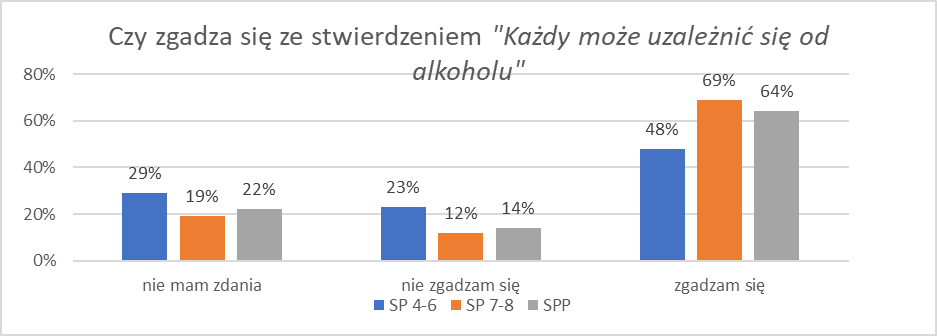 Czy zgadza się ze stwierdzeniem "Każdy może uzależnić się od
alkoholu"
80%
60%
40%
20%
0%
29%
19%
22%
23%
12%
14%
48%
69%
64%
nie mam zdania
nie zgadzam się
zgadzam się
SP 4-6
SP 7-8
SPP